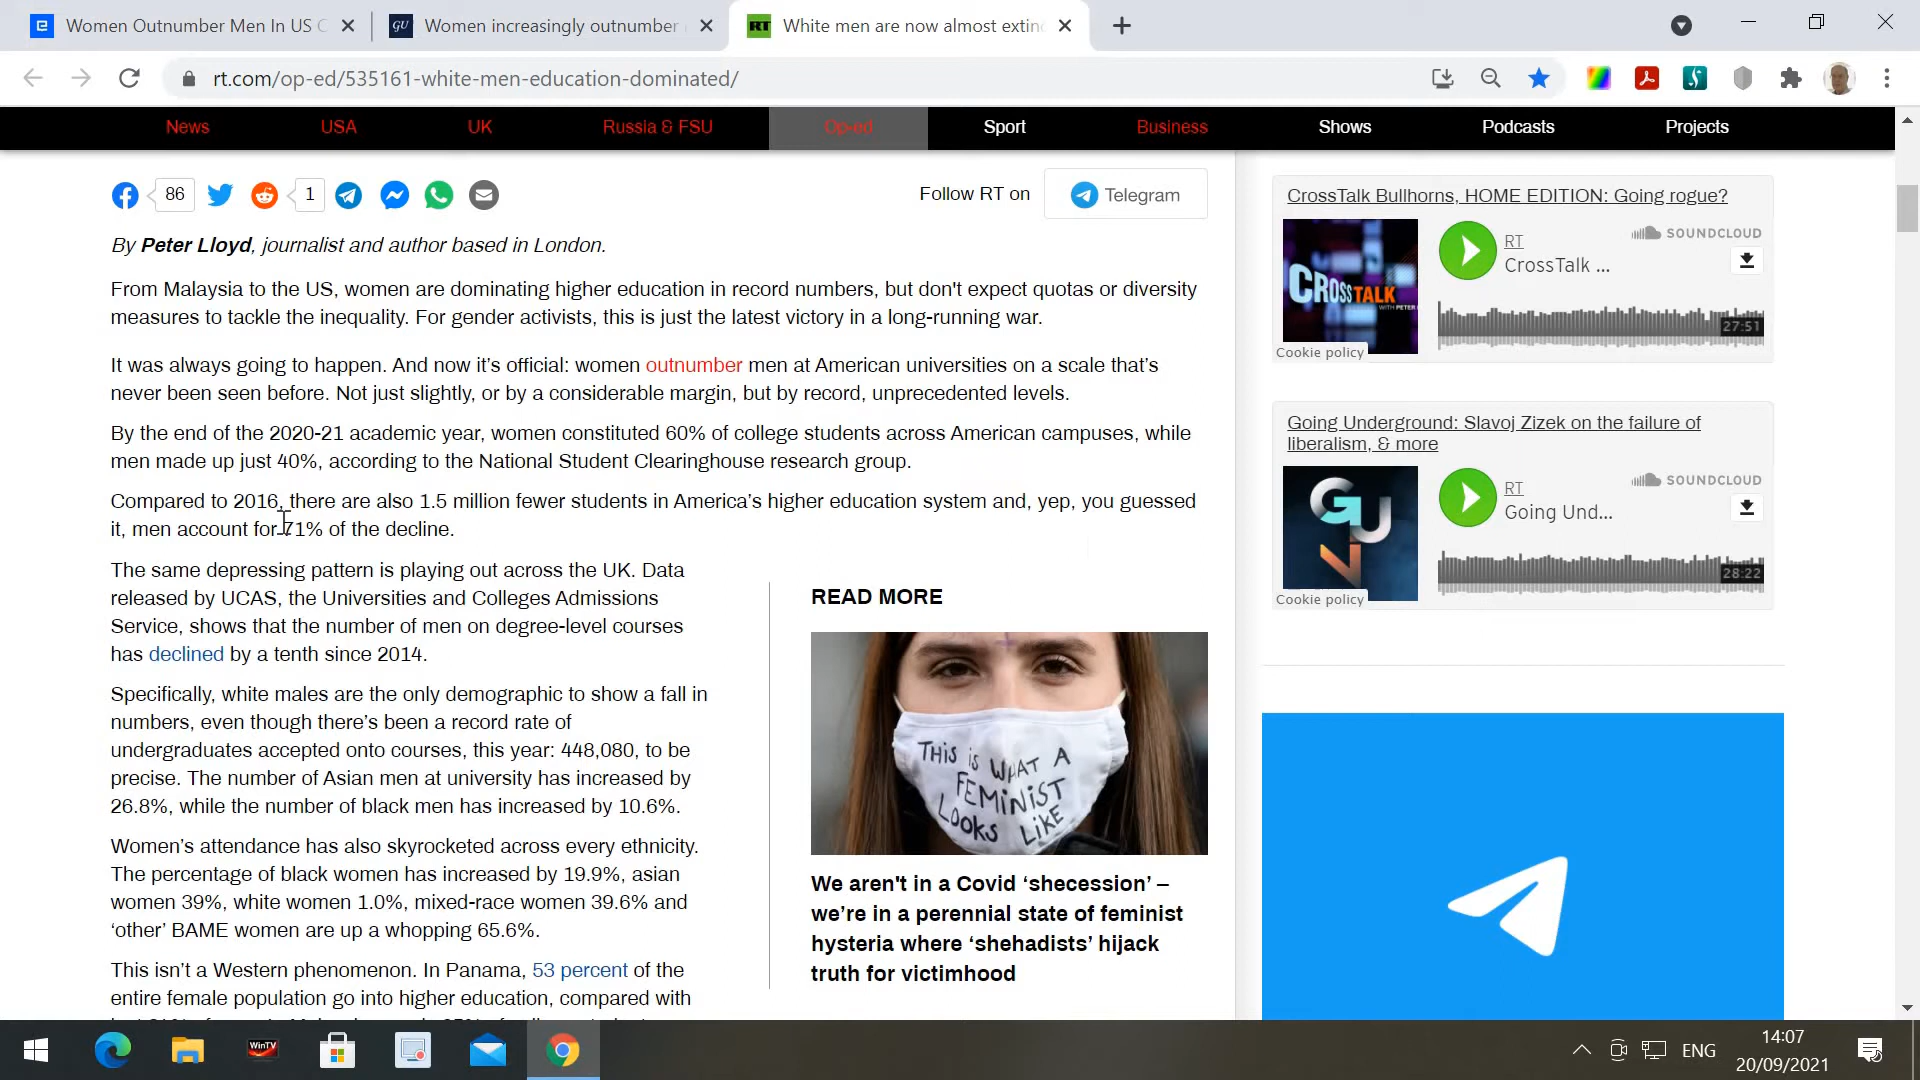 Women Outnumber Men In US C
GU
Women increasingly outnumber
RT
White men are now almost extinc
rt.com/op-ed/535161-white-men-education-dominated/
News
USA
UK
Russia & FSU
Op-ed
Sport
Business
Shows
Podcasts
Projects
86
1
Follow RT on
Telegram
By Peter Lloyd, journalist and author based in London.
From Malaysia to the US, women are dominating higher education in record numbers, but don't expect quotas or diversity
measures to tackle the inequality. For gender activists, this is just the latest victory in a long-running war.
It was always going to happen. And now it’s official: women outnumber men at American universities on a scale that’s
never been seen before. Not just slightly, or by a considerable margin, but by record, unprecedented levels.
By the end of the 2020-21 academic year, women constituted 60% of college students across American campuses, while
men made up just 40%, according to the National Student Clearinghouse research group.
Compared to 2016, there are also 1.5 million fewer students in America’s higher education system and, yep, you guessed
it, men account for 71% of the decline.
The same depressing pattern is playing out across the UK. Data
released by UCAS, the Universities and Colleges Admissions
Service, shows that the number of men on degree-level courses
has declined by a tenth since 2014.
Specifically, white males are the only demographic to show a fall in
numbers, even though there’s been a record rate of
undergraduates accepted onto courses, this year: 448,080, to be
precise. The number of Asian men at university has increased by
26.8%, while the number of black men has increased by 10.6%.
Women’s attendance has also skyrocketed across every ethnicity.
The percentage of black women has increased by 19.9%, asian
women 39%, white women 1.0%, mixed-race women 39.6% and
‘other’ BAME women are up a whopping 65.6%.
This isn’t a Western phenomenon. In Panama, 53 percent of the
entire female population go into higher education, compared with
READ MORE
THIS IS WHAT A
FEMINIST
LOOKS LIKE
We aren't in a Covid ‘shecession’ –
we’re in a perennial state of feminist
hysteria where ‘shehadists’ hijack
truth for victimhood
CrossTalk Bullhorns, HOME EDITION: Going rogue?
CROSSTALK
RT
CrossTalk ...
SOUNDCLOUD
27:51
Cookie policy
Going Underground: Slavoj Zizek on the failure of
liberalism, & more
GU
RT
Going Und...
SOUNDCLOUD
28:22
Cookie policy
WinTV
ENG
14:07
20/09/2021